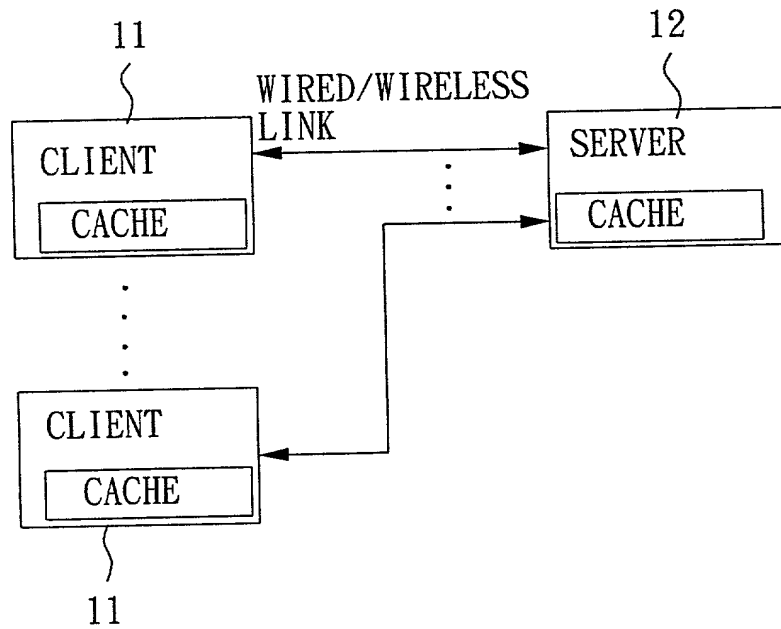 11
12
WIRED/WIRELESS
LINK
CLIENT
CACHE
SERVER
CACHE
CLIENT
CACHE
11